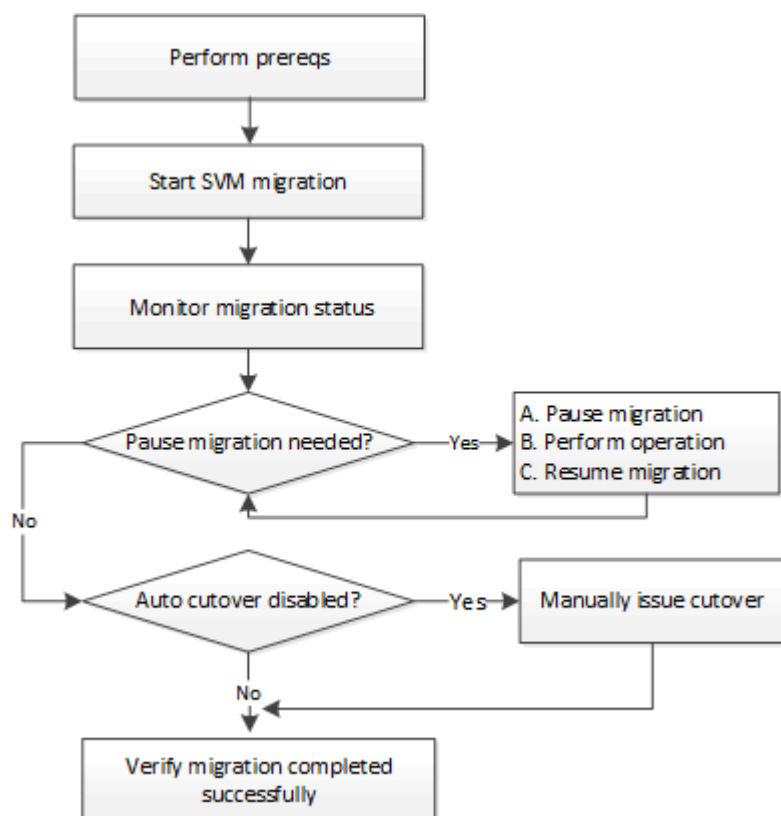 Perform prereqs
Start SVM migration
Monitor migration status
Pause migration needed?
Yes
A. Pause migration
B. Perform operation
C. Resume migration
No
Auto cutover disabled?
Yes
Manually issue cutover
No
Verify migration completed
successfully